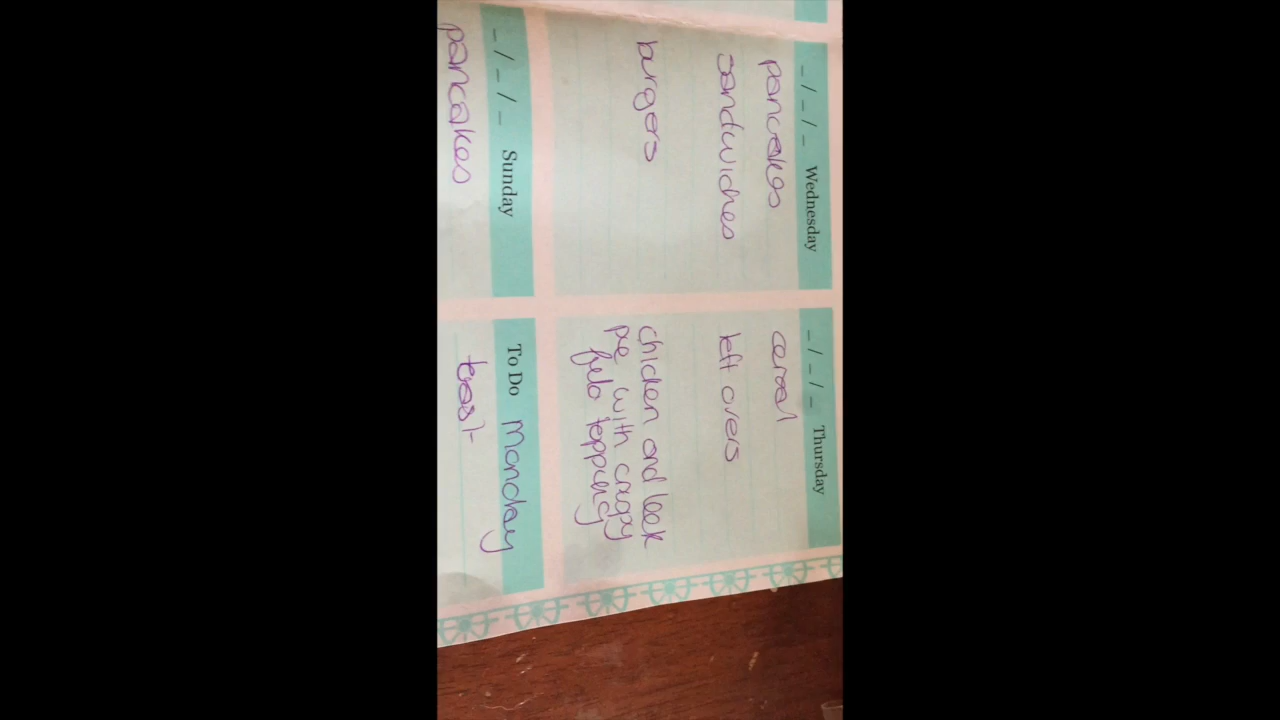 _ / _ / _ Wednesday
pancakes
sandwiches
burgers
_ / _ / _ Thursday
cereal
left overs
chicken and leek
pie with crispy
filo topping
_ / _ / _ Sunday
pancakes
To Do Monday
toast